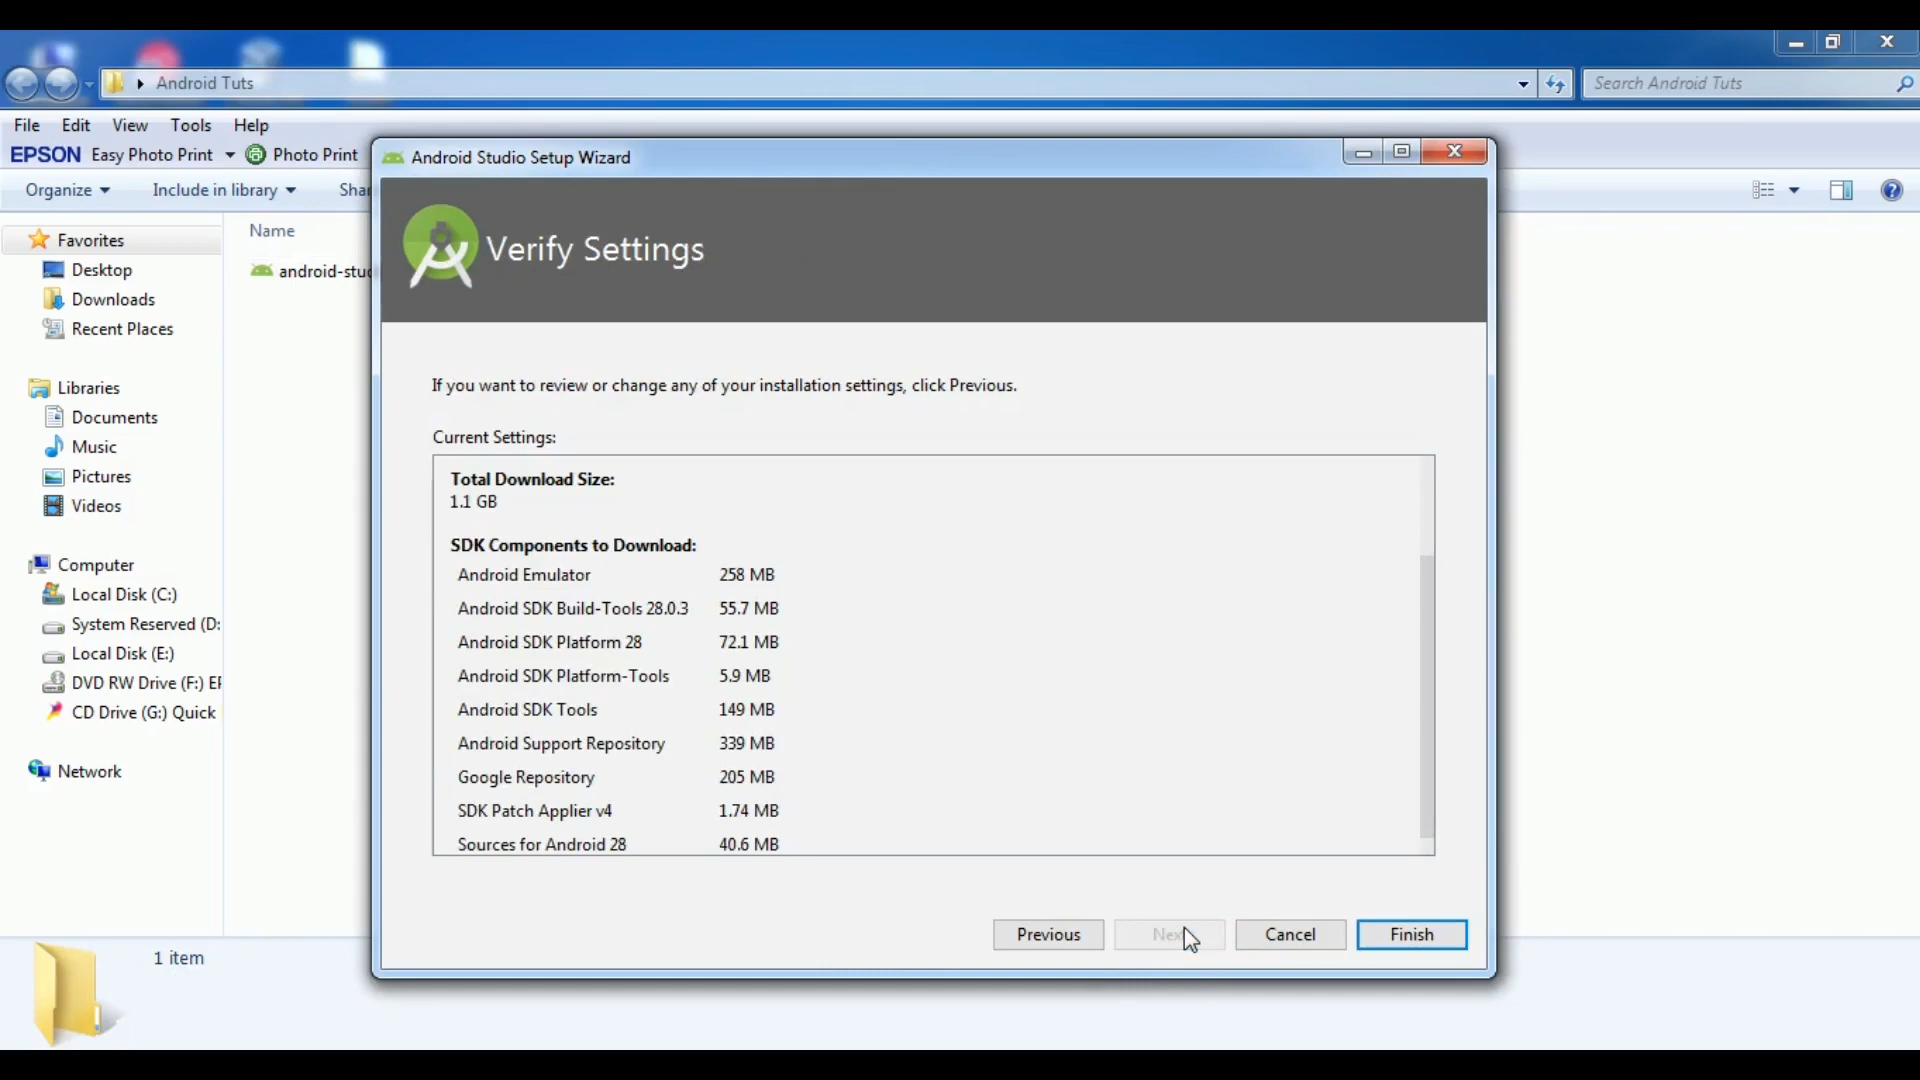 Android Tuts
Search Android Tuts
File Edit View Tools Help
EPSON Easy Photo Print Photo Print
Organize Include in library
Name
Favorites
Desktop
Downloads
Recent Places
Libraries
Documents
Music
Pictures
Videos
Computer
Local Disk (C:)
System Reserved (D:
Local Disk (E:)
DVD RW Drive (F:)
CD Drive (G:) Quick
Network
1 item
Android Studio Setup Wizard
Verify Settings
If you want to review or change any of your installation settings, click Previous.
Current Settings:
Total Download Size:
1.1 GB
SDK Components to Download:
Android Emulator 258 MB
Android SDK Build-Tools 28.0.3 55.7 MB
Android SDK Platform 28 72.1 MB
Android SDK Platform-Tools 5.9 MB
Android SDK Tools 149 MB
Android Support Repository 339 MB
Google Repository 205 MB
SDK Patch Applier v4 1.74 MB
Sources for Android 28 40.6 MB
Previous Cancel Finish